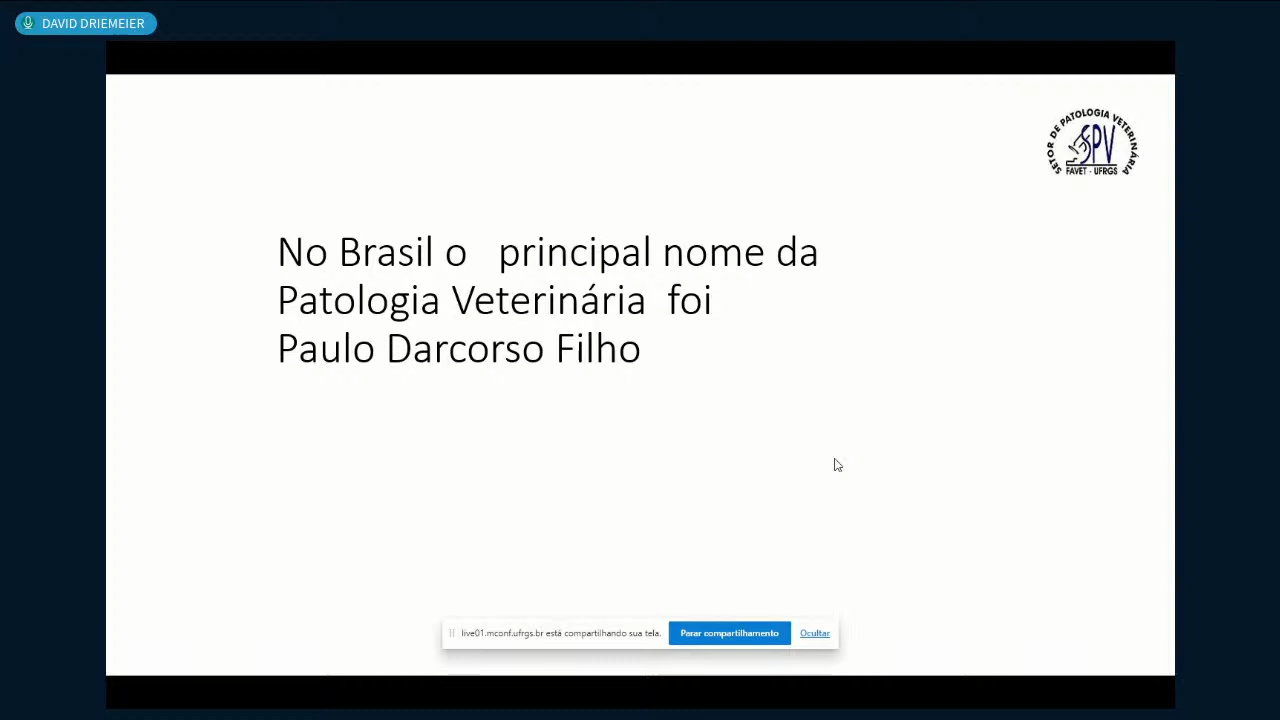 DAVID DRIEMEIER
SETOR DE PATOLOGIA VETERINÁRIA
SPV
FAVET - UFRGS
No Brasil o principal nome da
Patologia Veterinária foi
Paulo Darcorso Filho
live01.mconf.ufrgs.br está compartilhando sua tela.
Parar compartilhamento
Ocultar